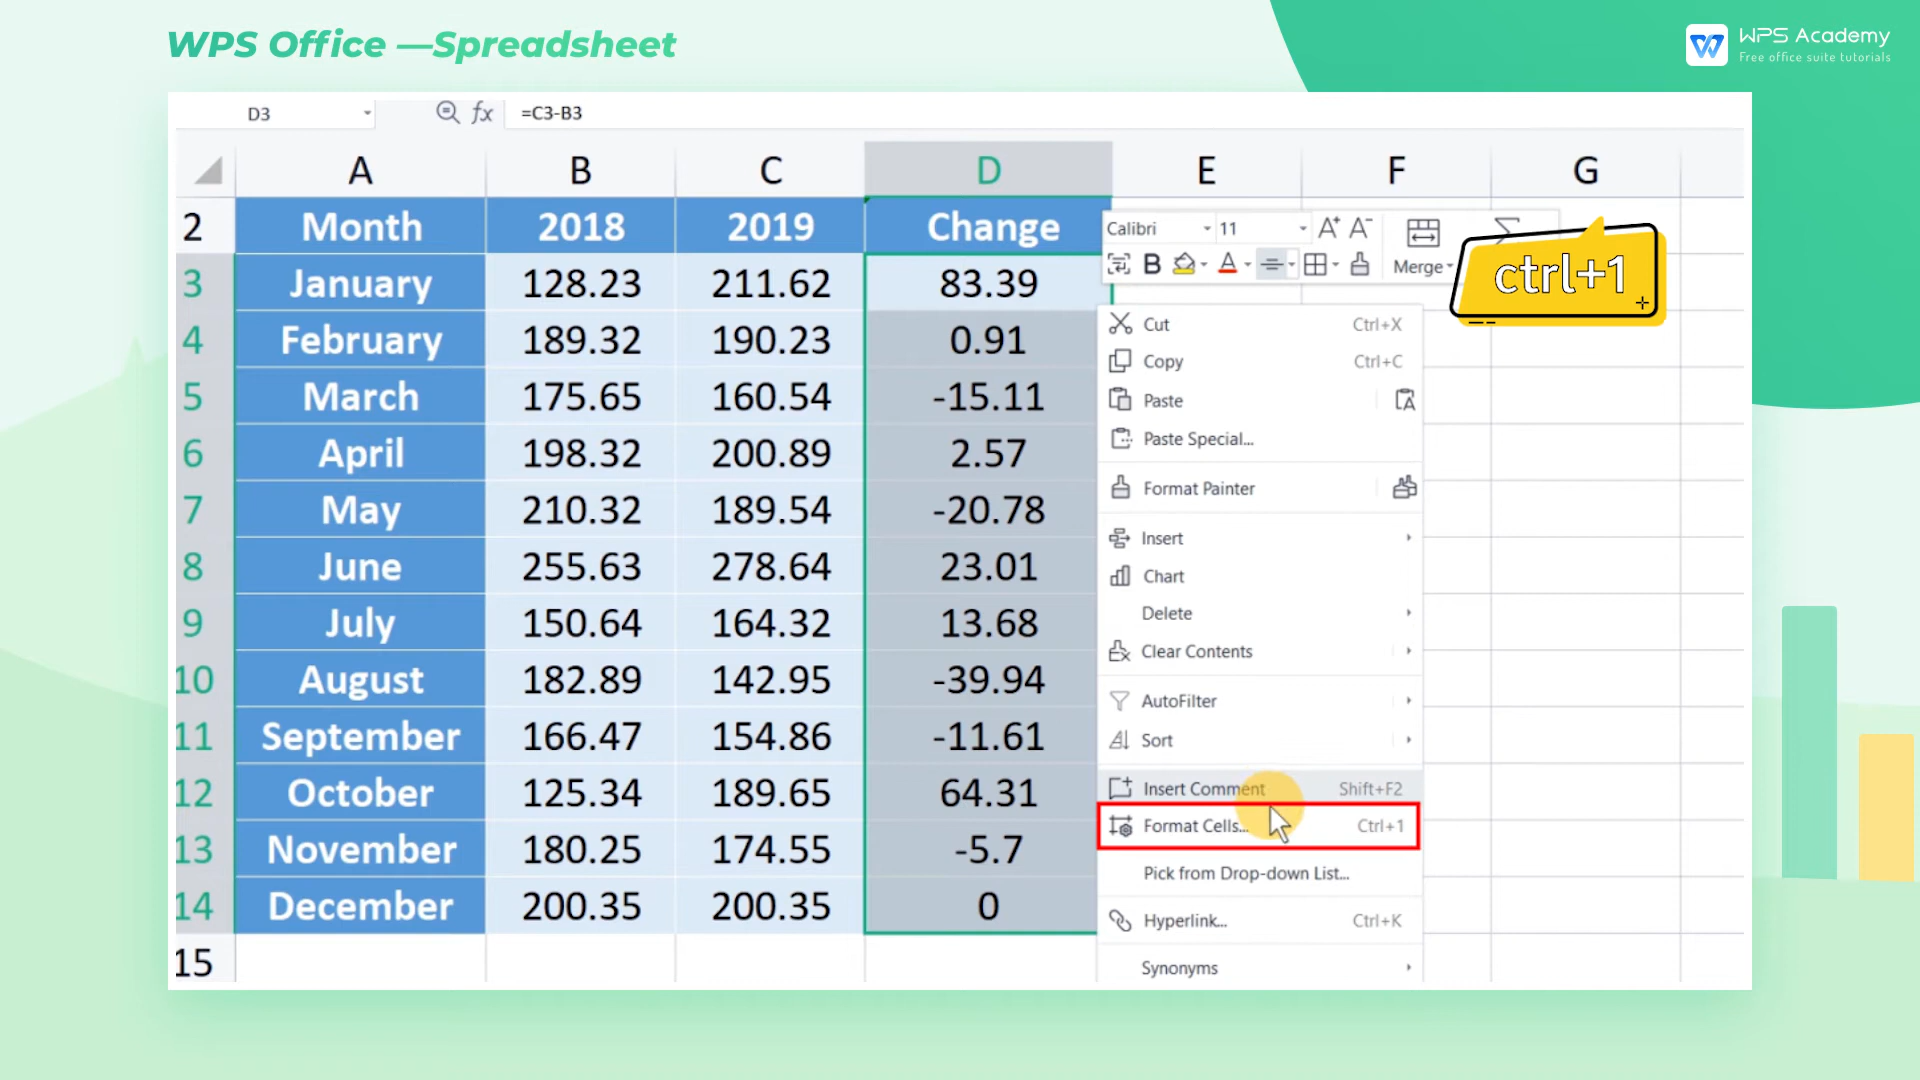 WPS Office —Spreadsheet
WPS Academy
Free office suite tutorials
D3
fx
=C3-B3
A B C D E F G
2 Month 2018 2019 Change
3 January 128.23 211.62 83.39
4 February 189.32 190.23 0.91
5 March 175.65 160.54 -15.11
6 April 198.32 200.89 2.57
7 May 210.32 189.54 -20.78
8 June 255.63 278.64 23.01
9 July 150.64 164.32 13.68
10 August 182.89 142.95 -39.94
11 September 166.47 154.86 -11.61
12 October 125.34 189.65 64.31
13 November 180.25 174.55 -5.7
14 December 200.35 200.35 0
15
Calibri 11 A+ A-
B A Merge
ctrl+1
Cut Ctrl+X
Copy Ctrl+C
Paste
Paste Special...
Format Painter
Insert
Chart
Delete
Clear Contents
AutoFilter
Sort
Insert Comment Shift+F2
Format Cells... Ctrl+1
Pick from Drop-down List...
Hyperlink... Ctrl+K
Synonyms